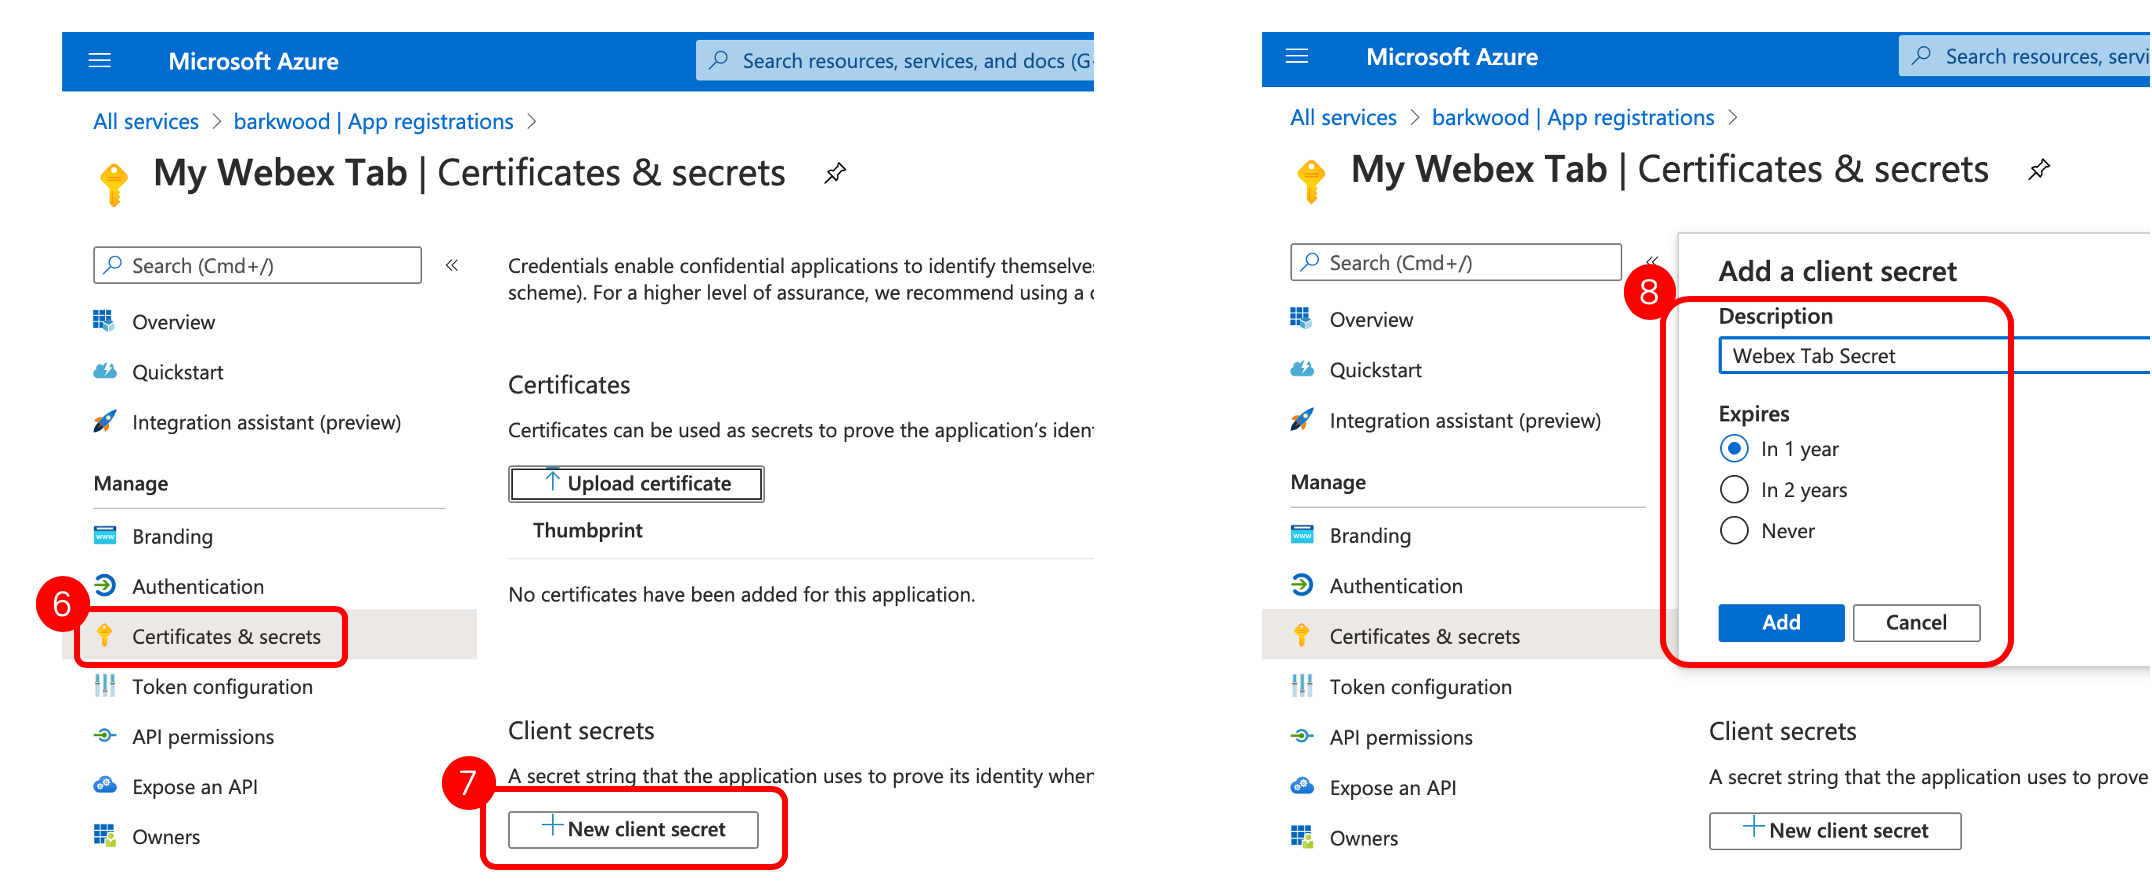 Microsoft Azure
Search resources, services, and docs (G
All services > barkwood | App registrations >
My Webex Tab | Certificates & secrets
Search (Cmd+/)
«
Overview
Quickstart
Integration assistant (preview)
Manage
Branding
Authentication
6
Certificates & secrets
Token configuration
API permissions
Expose an API
Owners
Credentials enable confidential applications to identify themselves
scheme). For a higher level of assurance, we recommend using a
Certificates
Certificates can be used as secrets to prove the application's iden
Upload certificate
Thumbprint
No certificates have been added for this application.
Client secrets
A secret string that the application uses to prove its identity when
7
New client secret
Microsoft Azure
Search resources, servi
All services > barkwood | App registrations >
My Webex Tab | Certificates & secrets
Search (Cmd+/)
«
Overview
Quickstart
Integration assistant (preview)
Manage
Branding
Authentication
Certificates & secrets
Token configuration
API permissions
Expose an API
Owners
8
Add a client secret
Description
Webex Tab Secret
Expires
In 1 year
In 2 years
Never
Add
Cancel
Client secrets
A secret string that the application uses to prove
New client secret